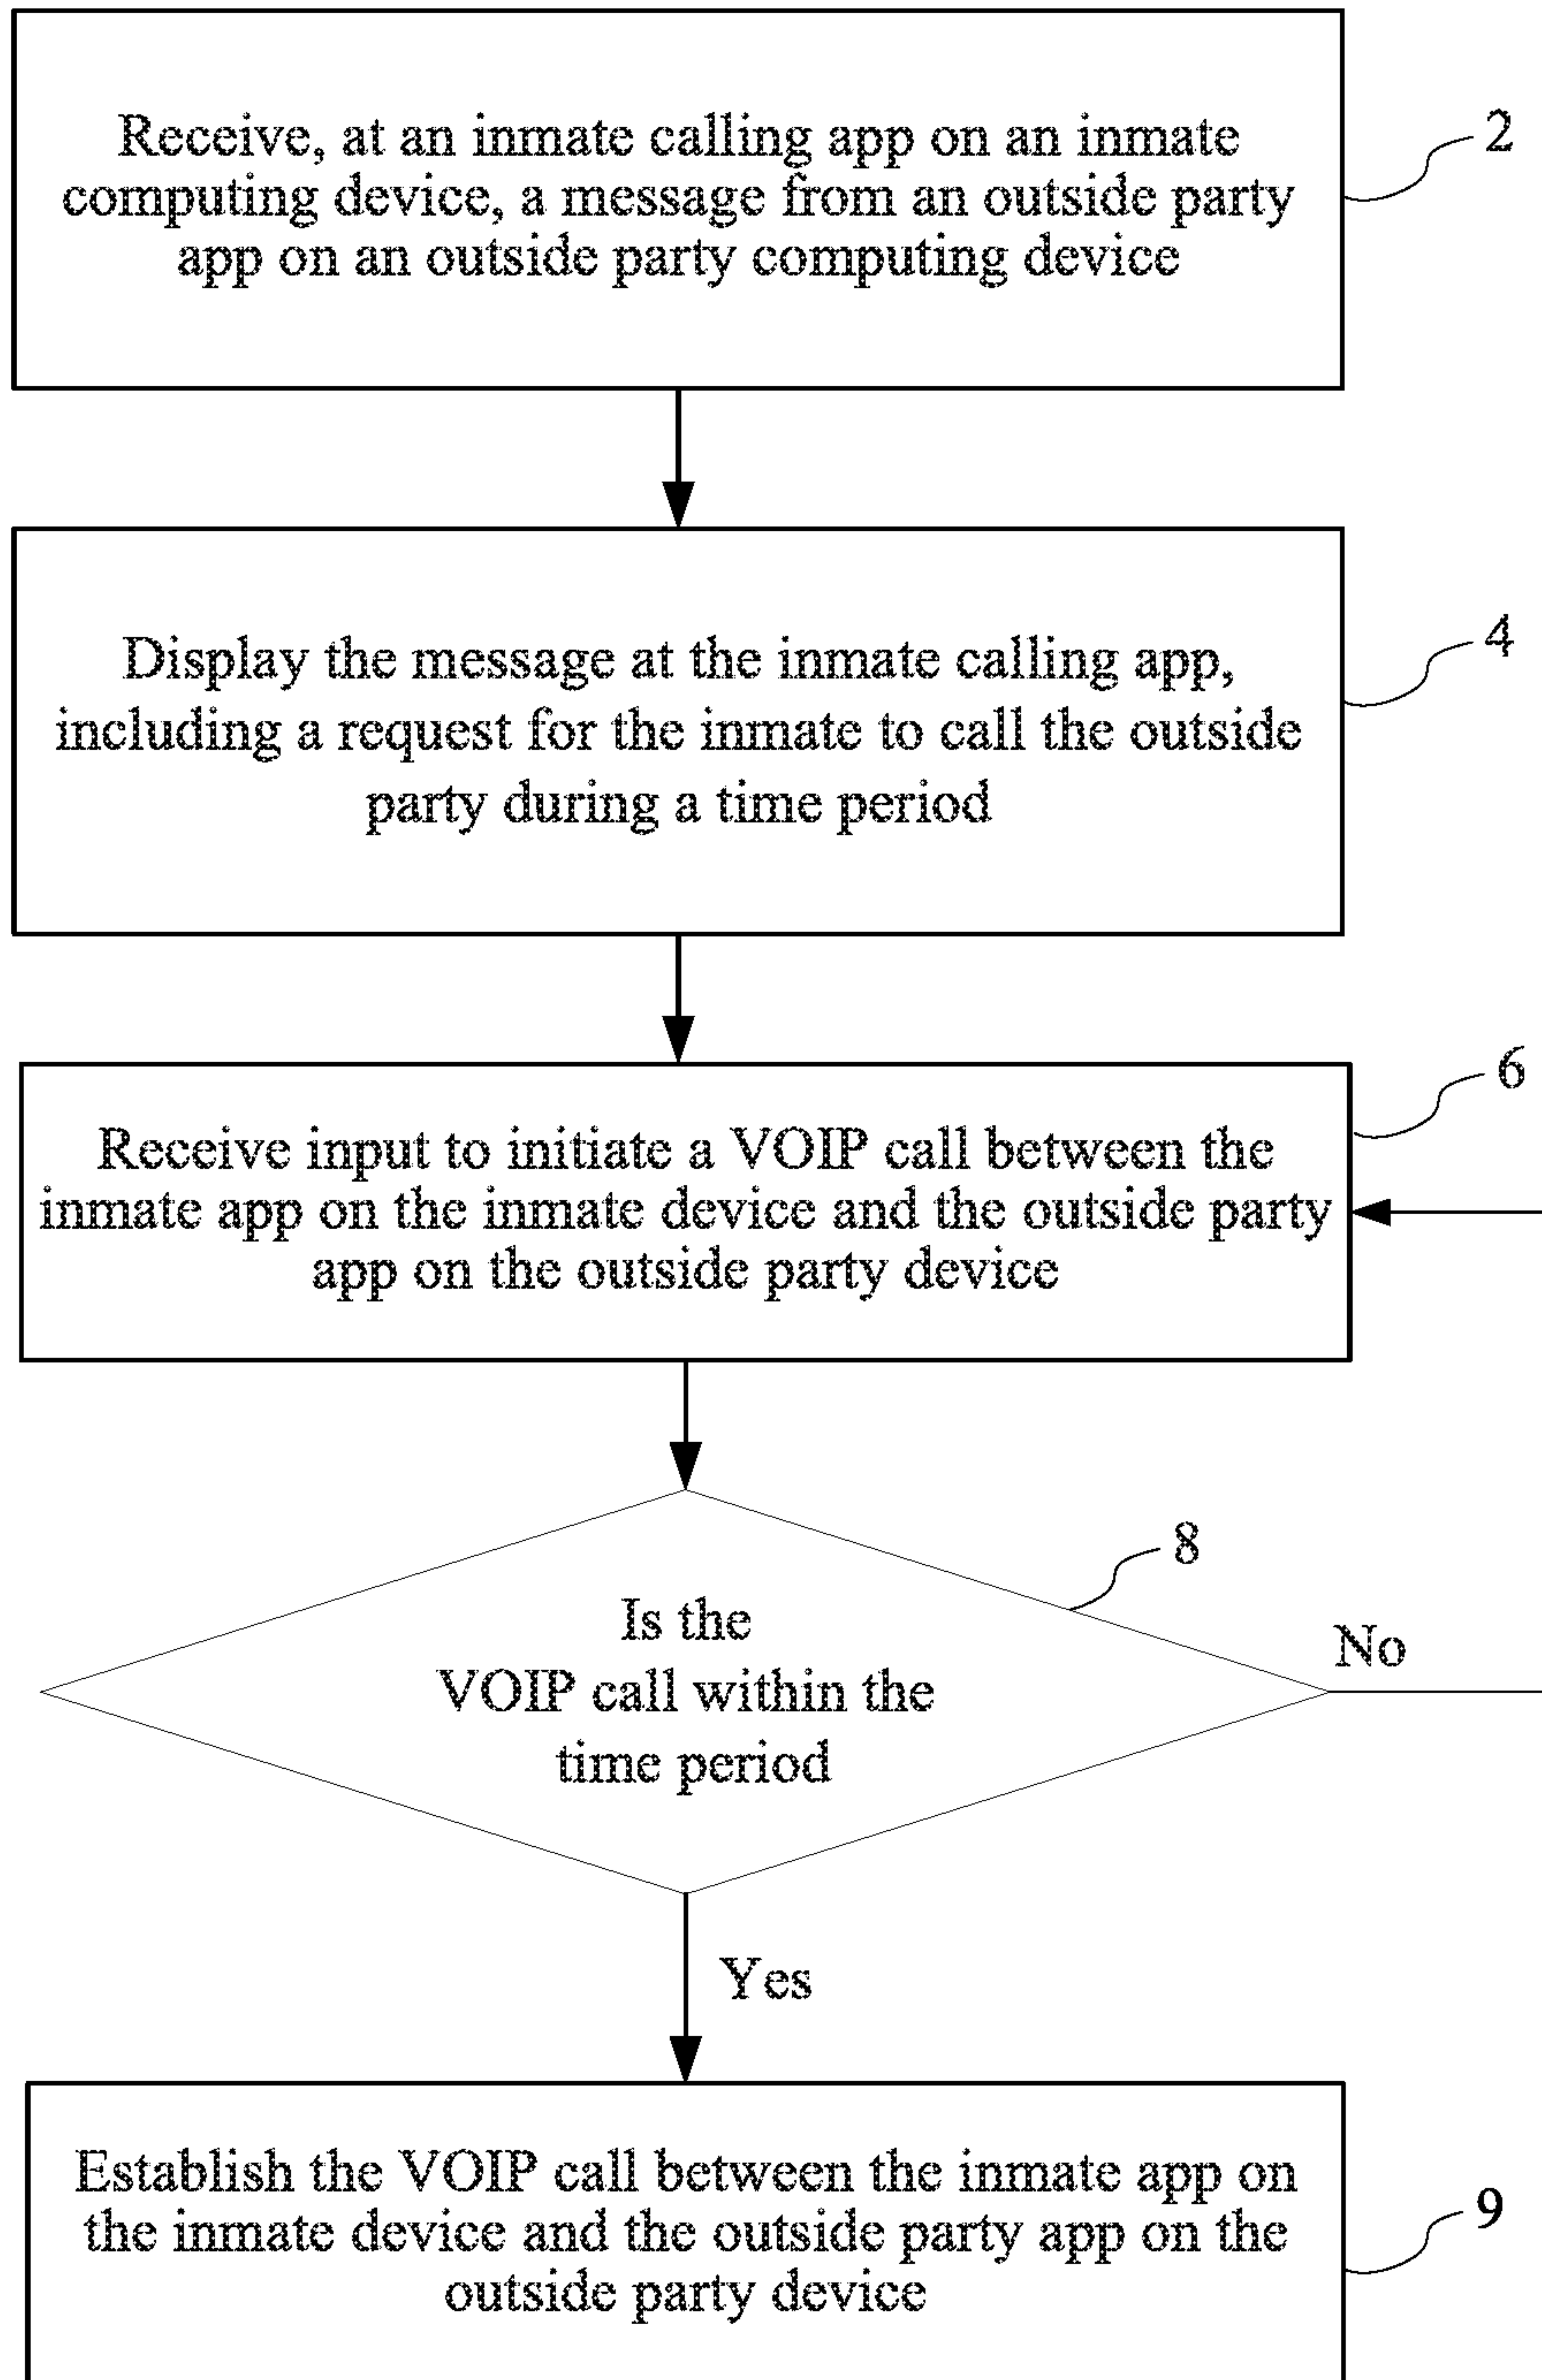 Receive, at an inmate calling app on an inmate
computing device, a message from an outside party
app on an outside party computing device
2
Display the message at the inmate calling app,
including a request for the inmate to call the outside
party during a time period
4
Receive input to initiate a VOIP call between the
inmate app on the inmate device and the outside party
app on the outside party device
6
Is the
VOIP call within the
time period
8
No
Yes
Establish the VOIP call between the inmate app on
the inmate device and the outside party app on the
outside party device
9